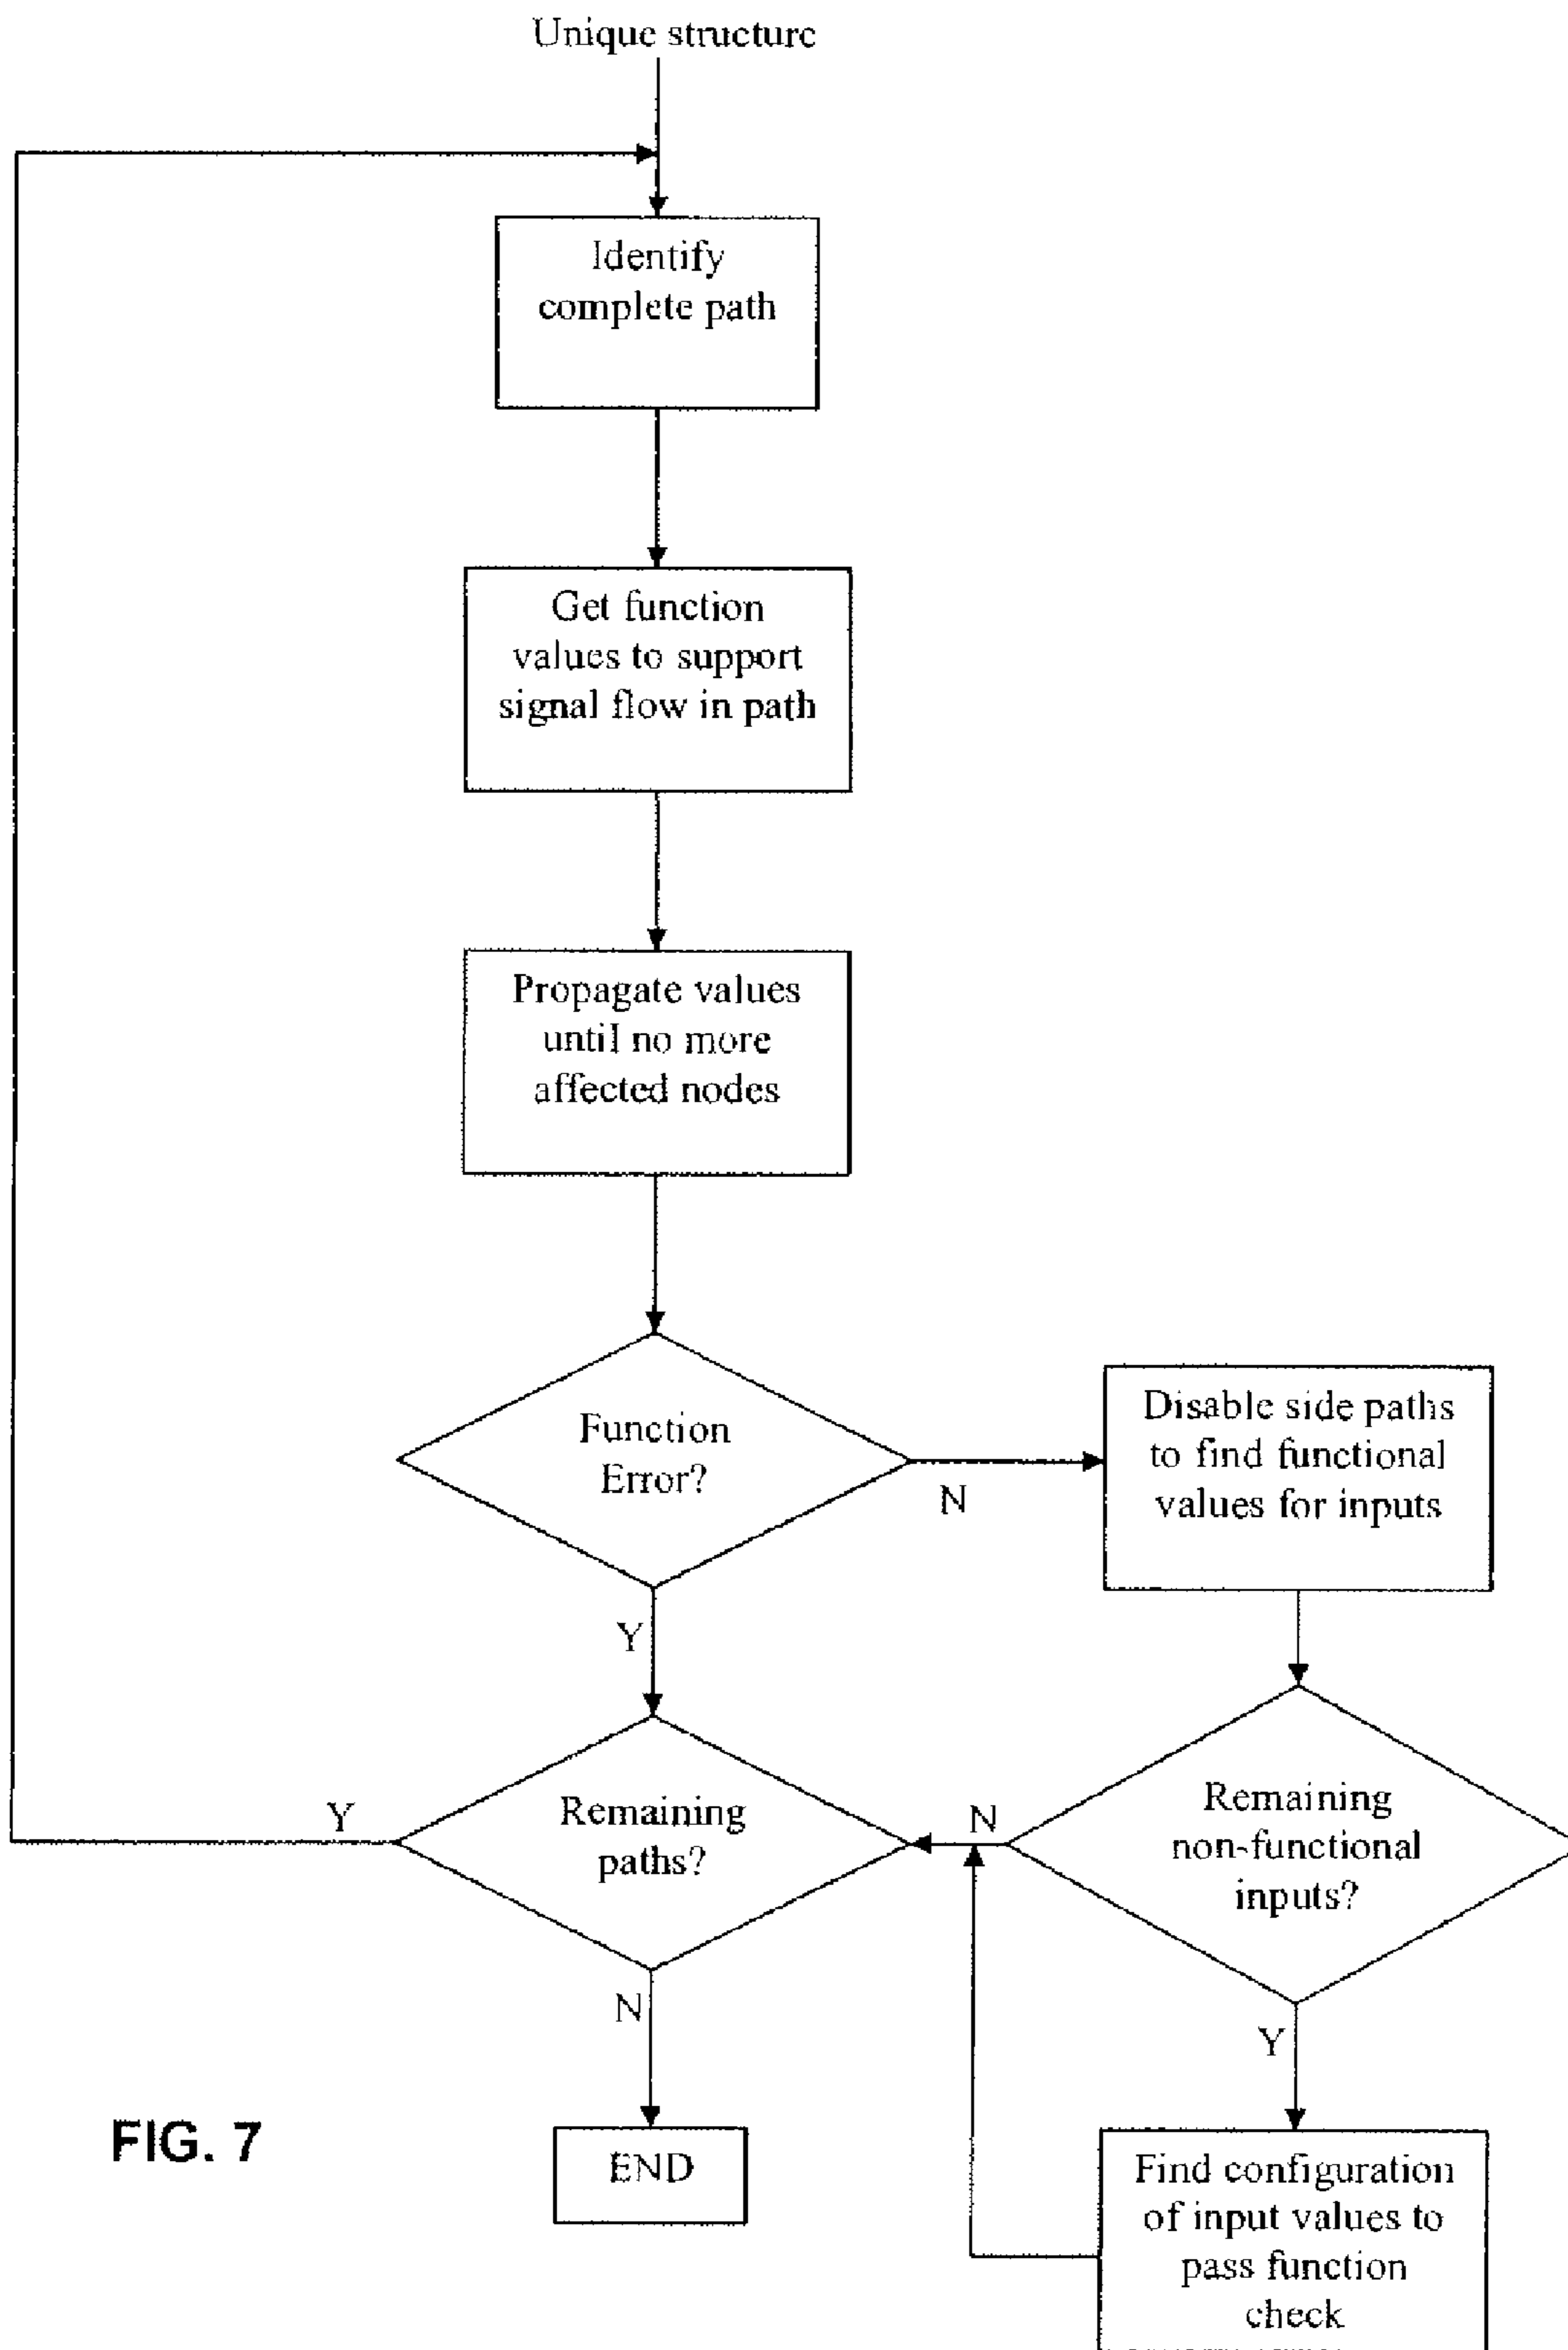 Unique structure
Identify
complete path
Get function
values to support
signal flow in path
Propagate values
until no more
affected nodes
Function
Error?
N
Disable side paths
to find functional
values for inputs
Y
Remaining
paths?
Y
N
Remaining
non-functional
inputs?
N
Y
END
Find configuration
of input values to
pass function
check
FIG. 7